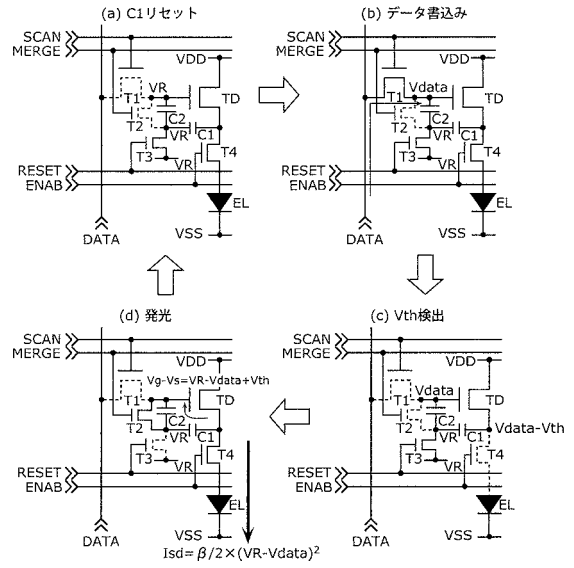 (a) C1リセット
SCAN
MERGE
VDD
VR
T1
TD
T2
C2
VR
C1
T3
T4
RESET
VR
ENAB
EL
VSS
DATA
(b) データ書込み
SCAN
MERGE
VDD
Vdata
T1
TD
T2
C2
VR
C1
T3
T4
RESET
VR
ENAB
EL
VSS
DATA
(d) 発光
SCAN
MERGE
VDD
Vg-Vs=VR-Vdata+Vth
T1
TD
T2
C2
VR
C1
T3
T4
RESET
VR
ENAB
EL
VSS
DATA
Isd=β/2×(VR-Vdata)²
(c) Vth検出
SCAN
MERGE
VDD
Vdata
T1
TD
T2
C2
VR
C1
Vdata-Vth
T3
T4
RESET
VR
ENAB
EL
VSS
DATA